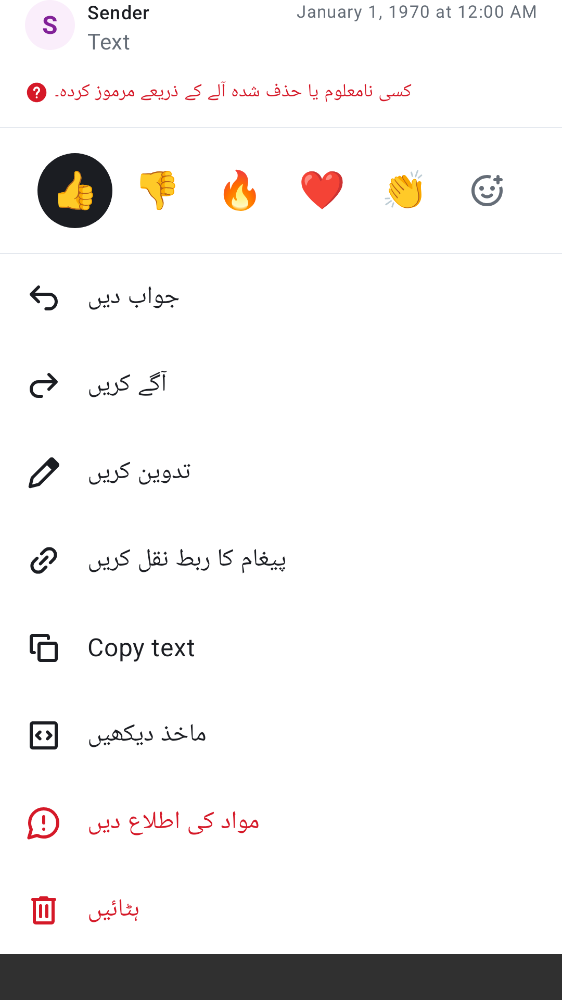 S
Sender
January 1, 1970 at 12:00 AM
Text
کسی نامعلوم یا حذف شدہ آلے کے ذریعے مرموز کردہ۔
جواب دیں
آگے کریں
تدوین کریں
پیغام کا ربط نقل کریں
Copy text
ماخذ دیکھیں
مواد کی اطلاع دیں
ہٹائیں